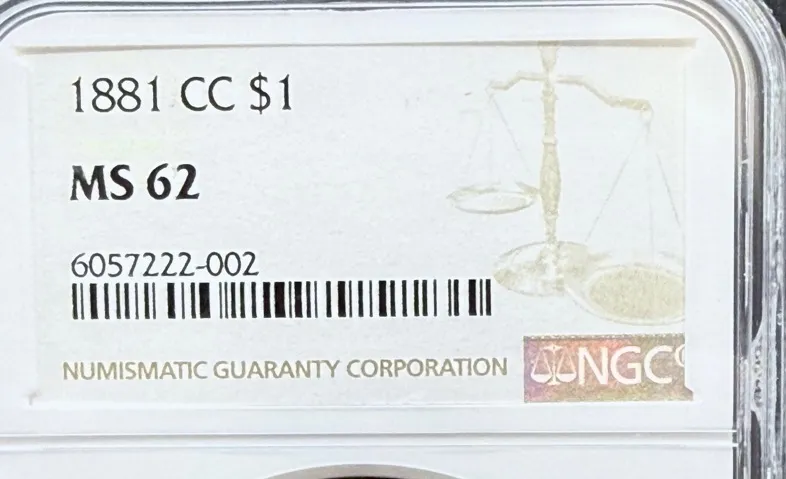 1881 CC $1
MS 62
6057222-002
NUMISMATIC GUARANTY CORPORATION
NGC